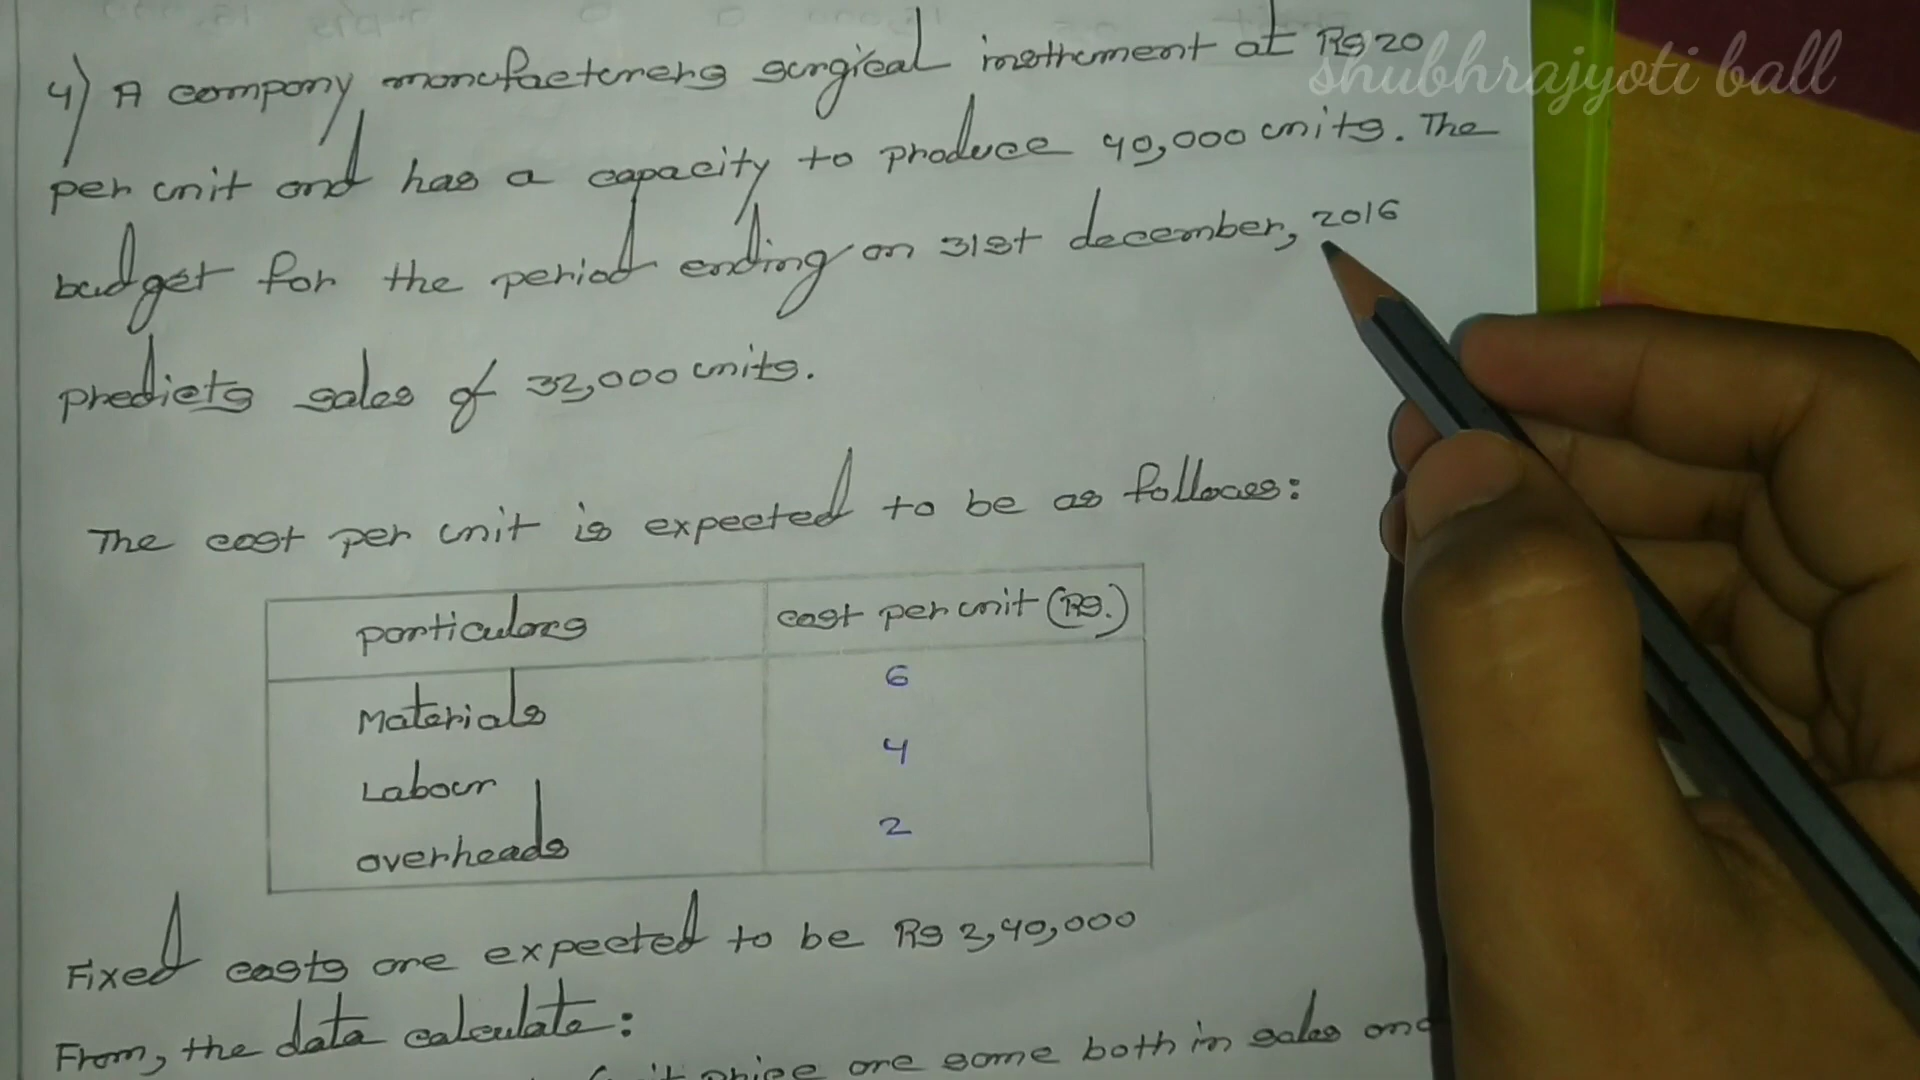 shubhrajyoti ball
4) A company manufacturers surgical instrument at Rs 20
per unit and has a capacity to produce 40,000 units. The
budget for the period ending on 31st december, 2016
predicts sales of 32,000 units.
The cost per unit is expected to be as follows:
particulars cost per unit (Rs.)
Materials 6
Labour 4
overheads 2
Fixed costs are expected to be Rs 2,40,000
From, the data calculate:
price are same both in sales and